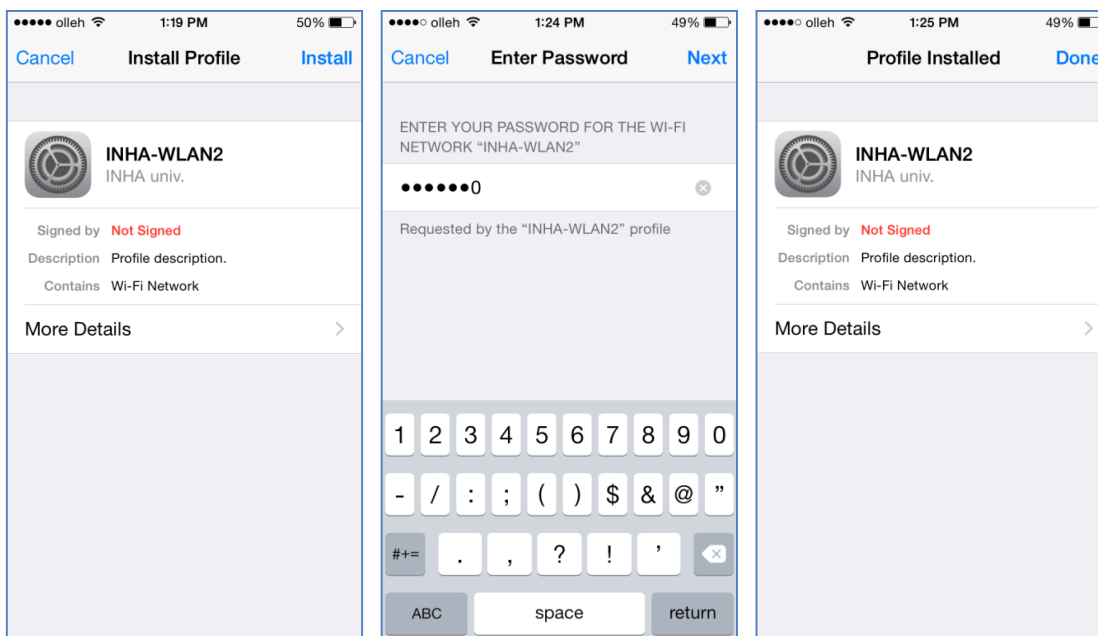 ●●●●● olleh 1:19 PM 50%
Cancel Install Profile Install
INHA-WLAN2
INHA univ.
Signed by Not Signed
Description Profile description.
Contains Wi-Fi Network
More Details
●●●●○ olleh 1:24 PM 49%
Cancel Enter Password Next
ENTER YOUR PASSWORD FOR THE WI-FI
NETWORK “INHA-WLAN2”
●●●●●●0
Requested by the “INHA-WLAN2” profile
1 2 3 4 5 6 7 8 9 0
- / : ; ( ) $ & @ ”
#+= . , ? ! ’
ABC space return
●●●●○ olleh 1:25 PM 49%
Profile Installed Done
INHA-WLAN2
INHA univ.
Signed by Not Signed
Description Profile description.
Contains Wi-Fi Network
More Details